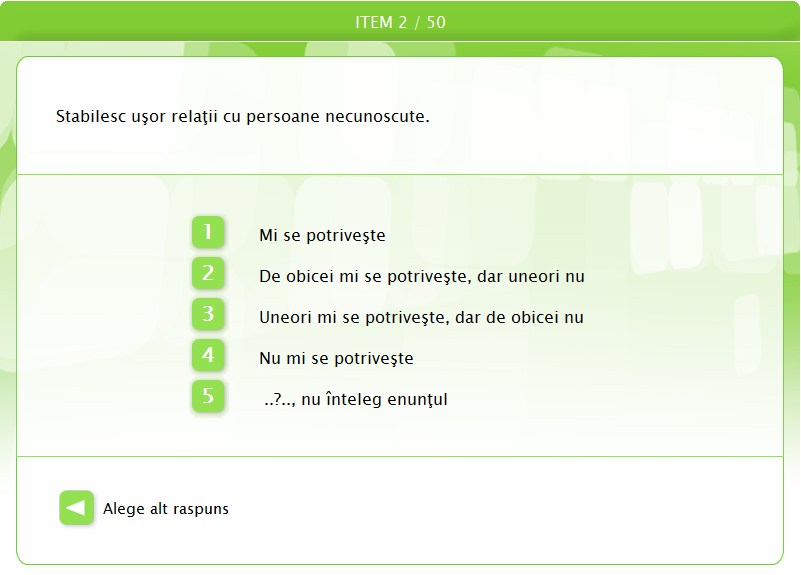 ITEM 2 / 50
Stabilesc uşor relaţii cu persoane necunoscute.
1 Mi se potriveşte
2 De obicei mi se potriveşte, dar uneori nu
3 Uneori mi se potriveşte, dar de obicei nu
4 Nu mi se potriveşte
5 ..?.., nu înteleg enunţul
Alege alt raspuns